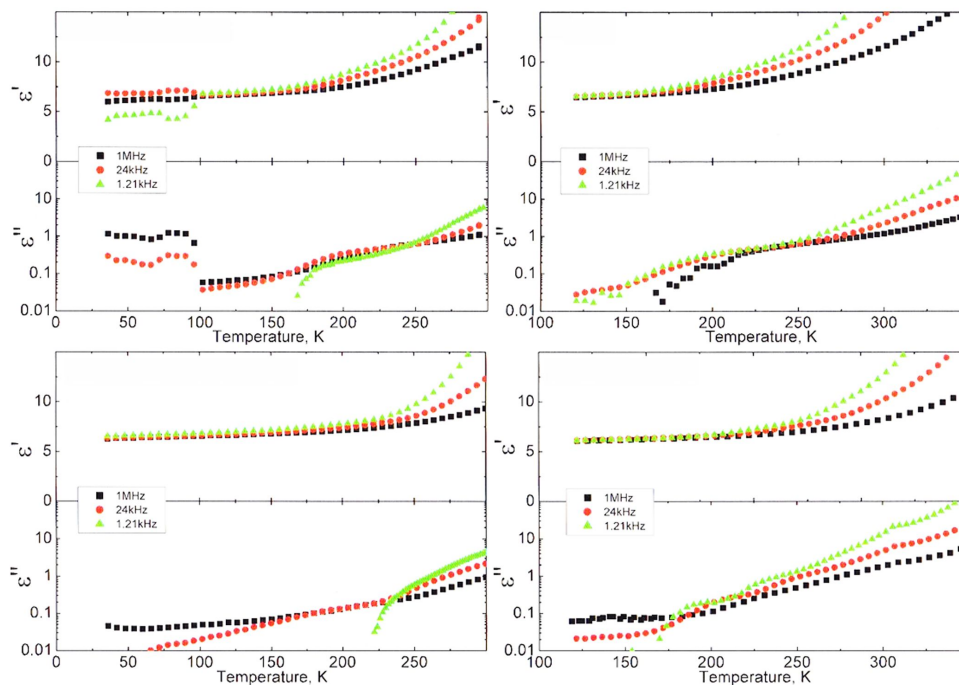 10
ε'
5
0
1MHz
24kHz
1.21kHz
10
1
ε"
0.1
0.01
0 50 100 150 200 250
Temperature, K
10
ε'
5
0
1MHz
24kHz
1.21kHz
10
1
ε"
0.1
0.01
100 150 200 250 300
Temperature, K
10
ε'
5
0
1MHz
24kHz
1.21kHz
10
1
ε"
0.1
0.01
0 50 100 150 200 250
Temperature, K
10
ε'
5
0
1MHz
24kHz
1.21kHz
10
1
ε"
0.1
0.01
100 150 200 250 300
Temperature, K